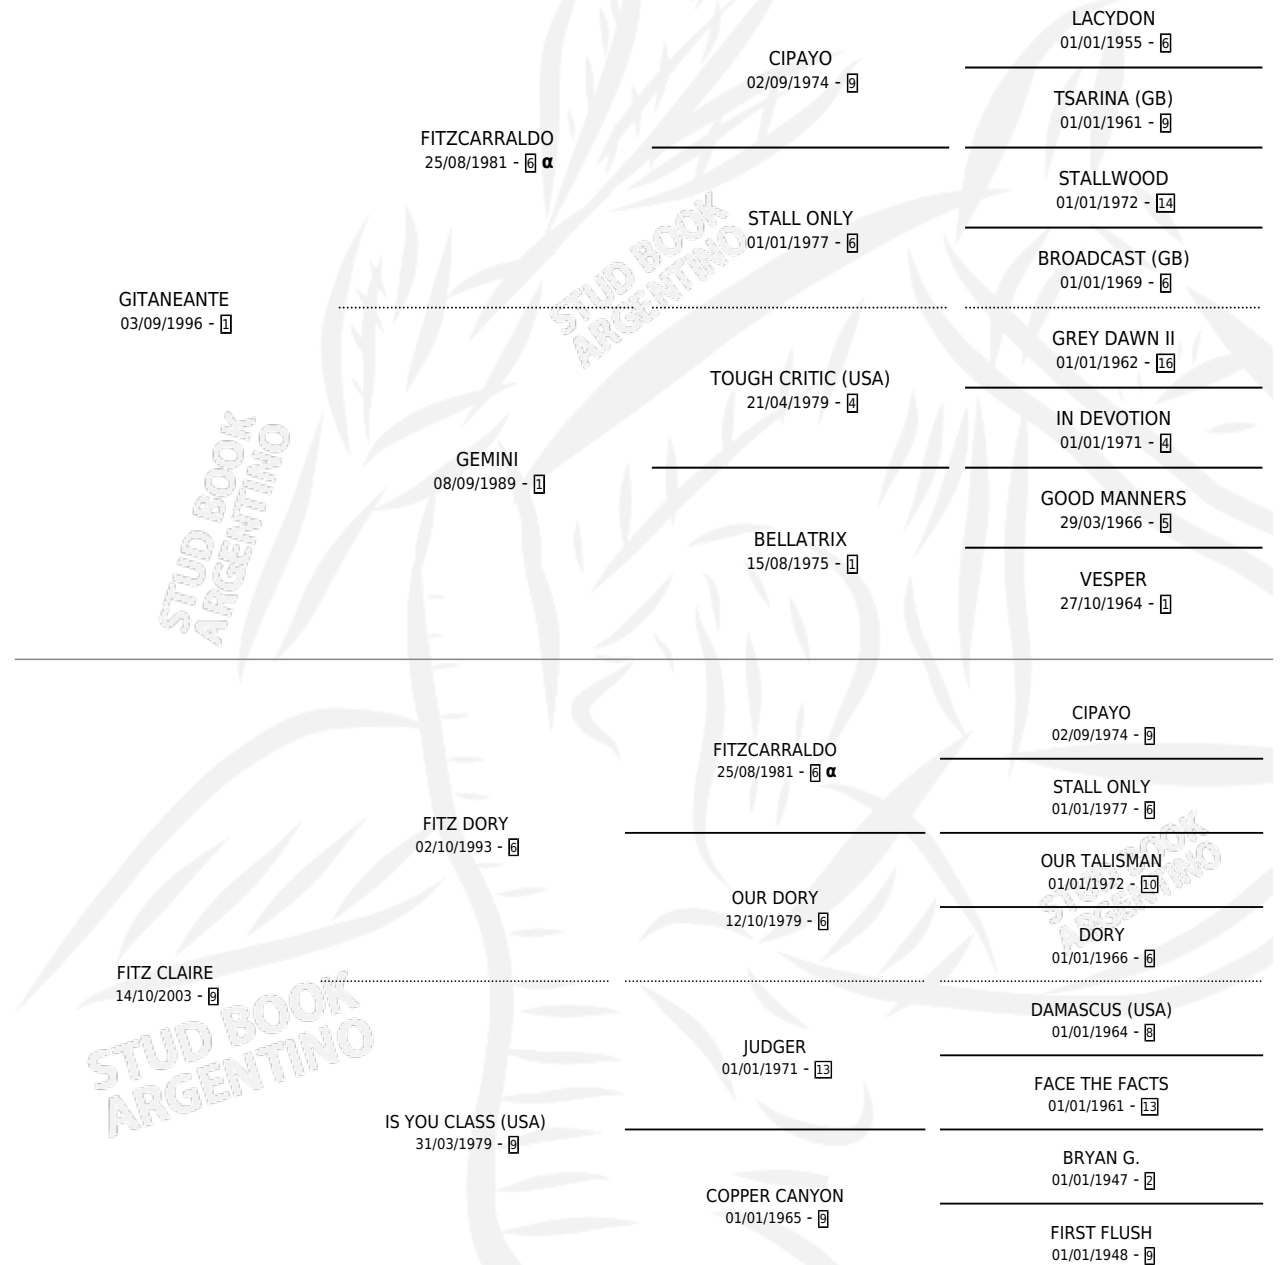 GITANEANTE
03/09/1996 - 1
FITZCARRALDO
25/08/1981 - 6 α
GEMINI
08/09/1989 - 1
CIPAYO
02/09/1974 - 9
STALL ONLY
01/01/1977 - 6
TOUGH CRITIC (USA)
21/04/1979 - 4
BELLATRIX
15/08/1975 - 1
LACYDON
01/01/1955 - 6
TSARINA (GB)
01/01/1961 - 9
STALLWOOD
01/01/1972 - 14
BROADCAST (GB)
01/01/1969 - 6
GREY DAWN II
01/01/1962 - 16
IN DEVOTION
01/01/1971 - 4
GOOD MANNERS
29/03/1966 - 5
VESPER
27/10/1964 - 1
FITZ CLAIRE
14/10/2003 - 9
FITZ DORY
02/10/1993 - 6
IS YOU CLASS (USA)
31/03/1979 - 9
FITZCARRALDO
25/08/1981 - 6 α
OUR DORY
12/10/1979 - 6
JUDGER
01/01/1971 - 13
COPPER CANYON
01/01/1965 - 9
CIPAYO
02/09/1974 - 9
STALL ONLY
01/01/1977 - 6
OUR TALISMAN
01/01/1972 - 10
DORY
01/01/1966 - 6
DAMASCUS (USA)
01/01/1964 - 8
FACE THE FACTS
01/01/1961 - 13
BRYAN G.
01/01/1947 - 2
FIRST FLUSH
01/01/1948 - 9
STUD BOOK
ARGENTINO
STUD BOOK
ARGENTINO
STUD BOOK
ARGENTINO
STUD BOOK
ARGENTINO